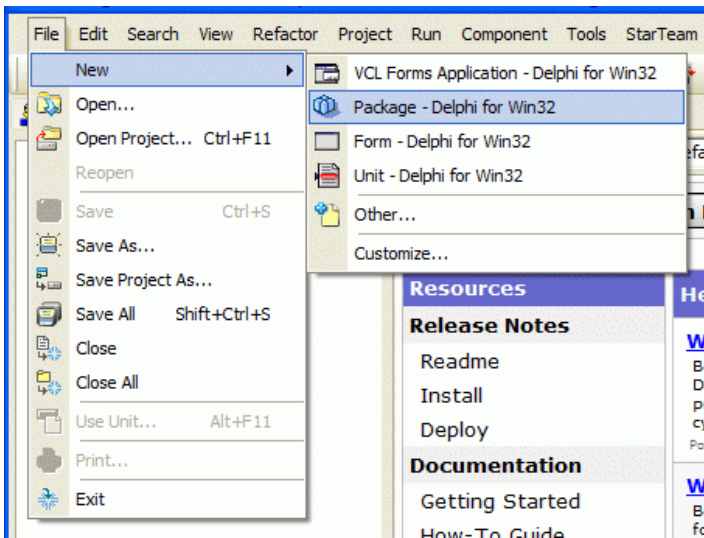 File Edit Search View Refactor Project Run Component Tools StarTeam
New
Open...
Open Project... Ctrl+F11
Reopen
Save Ctrl+S
Save As...
Save Project As...
Save All Shift+Ctrl+S
Close
Close All
Use Unit... Alt+F11
Print...
Exit
VCL Forms Application - Delphi for Win32
Package - Delphi for Win32
Form - Delphi for Win32
Unit - Delphi for Win32
Other...
Customize...
Resources
Release Notes
Readme
Install
Deploy
Documentation
Getting Started
How-To Guide